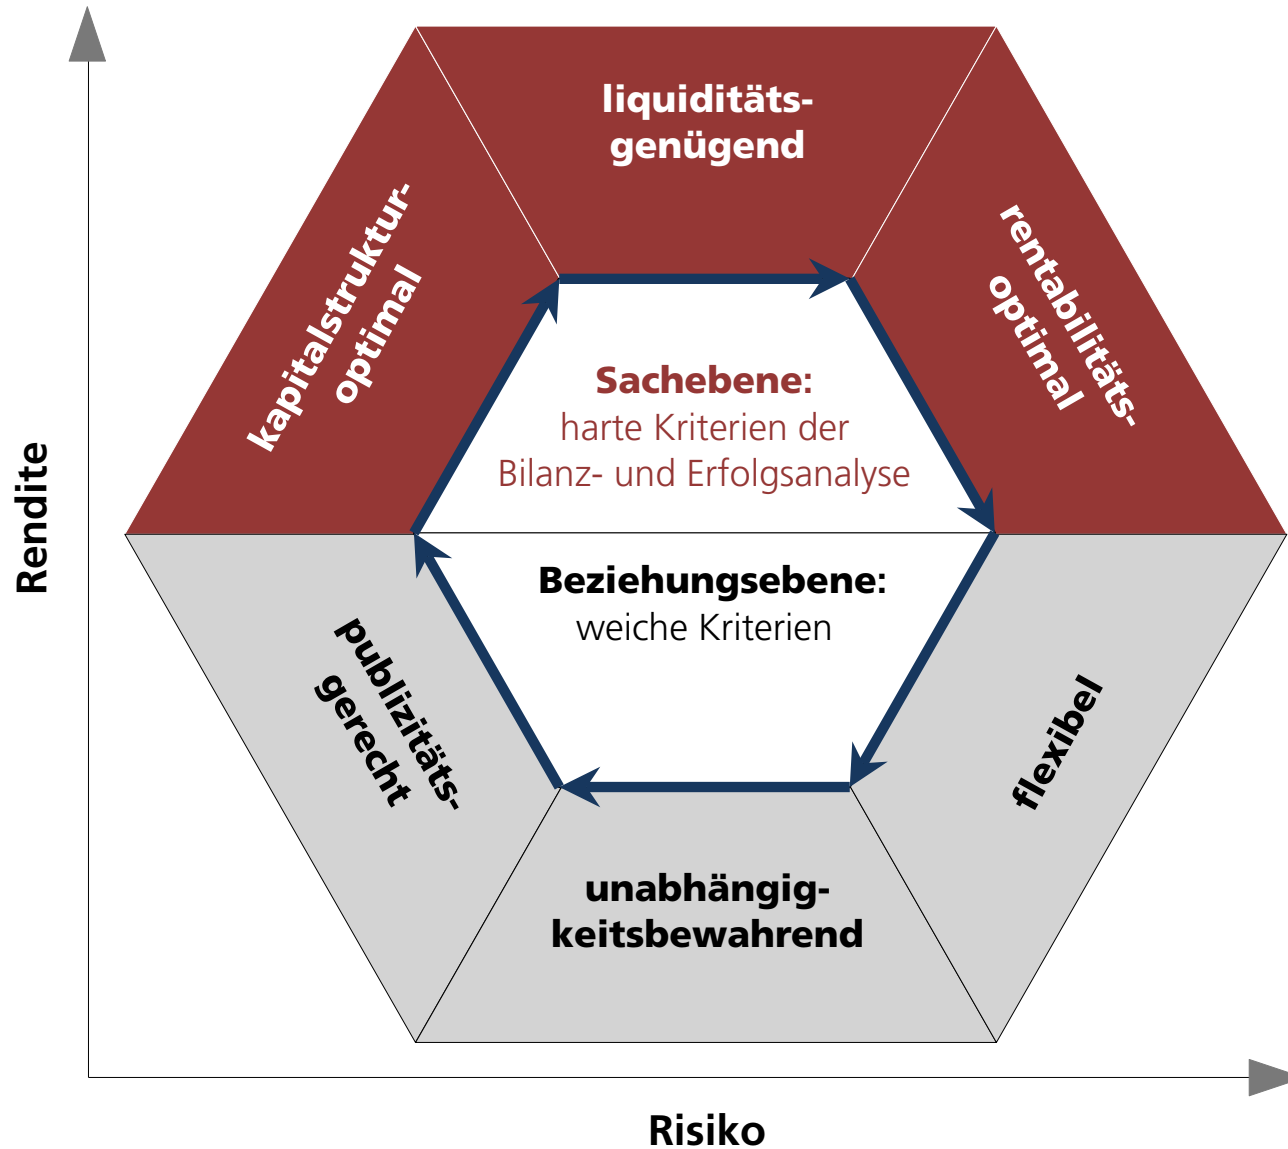 liquiditäts-
genügend
kapitalstruktur-
optimal
rentabilitäts-
optimal
Sachebene:
harte Kriterien der
Bilanz- und Erfolgsanalyse
Rendite
Beziehungsebene:
weiche Kriterien
publizitäts-
gerecht
flexibel
unabhängig-
keitsbewahrend
Risiko